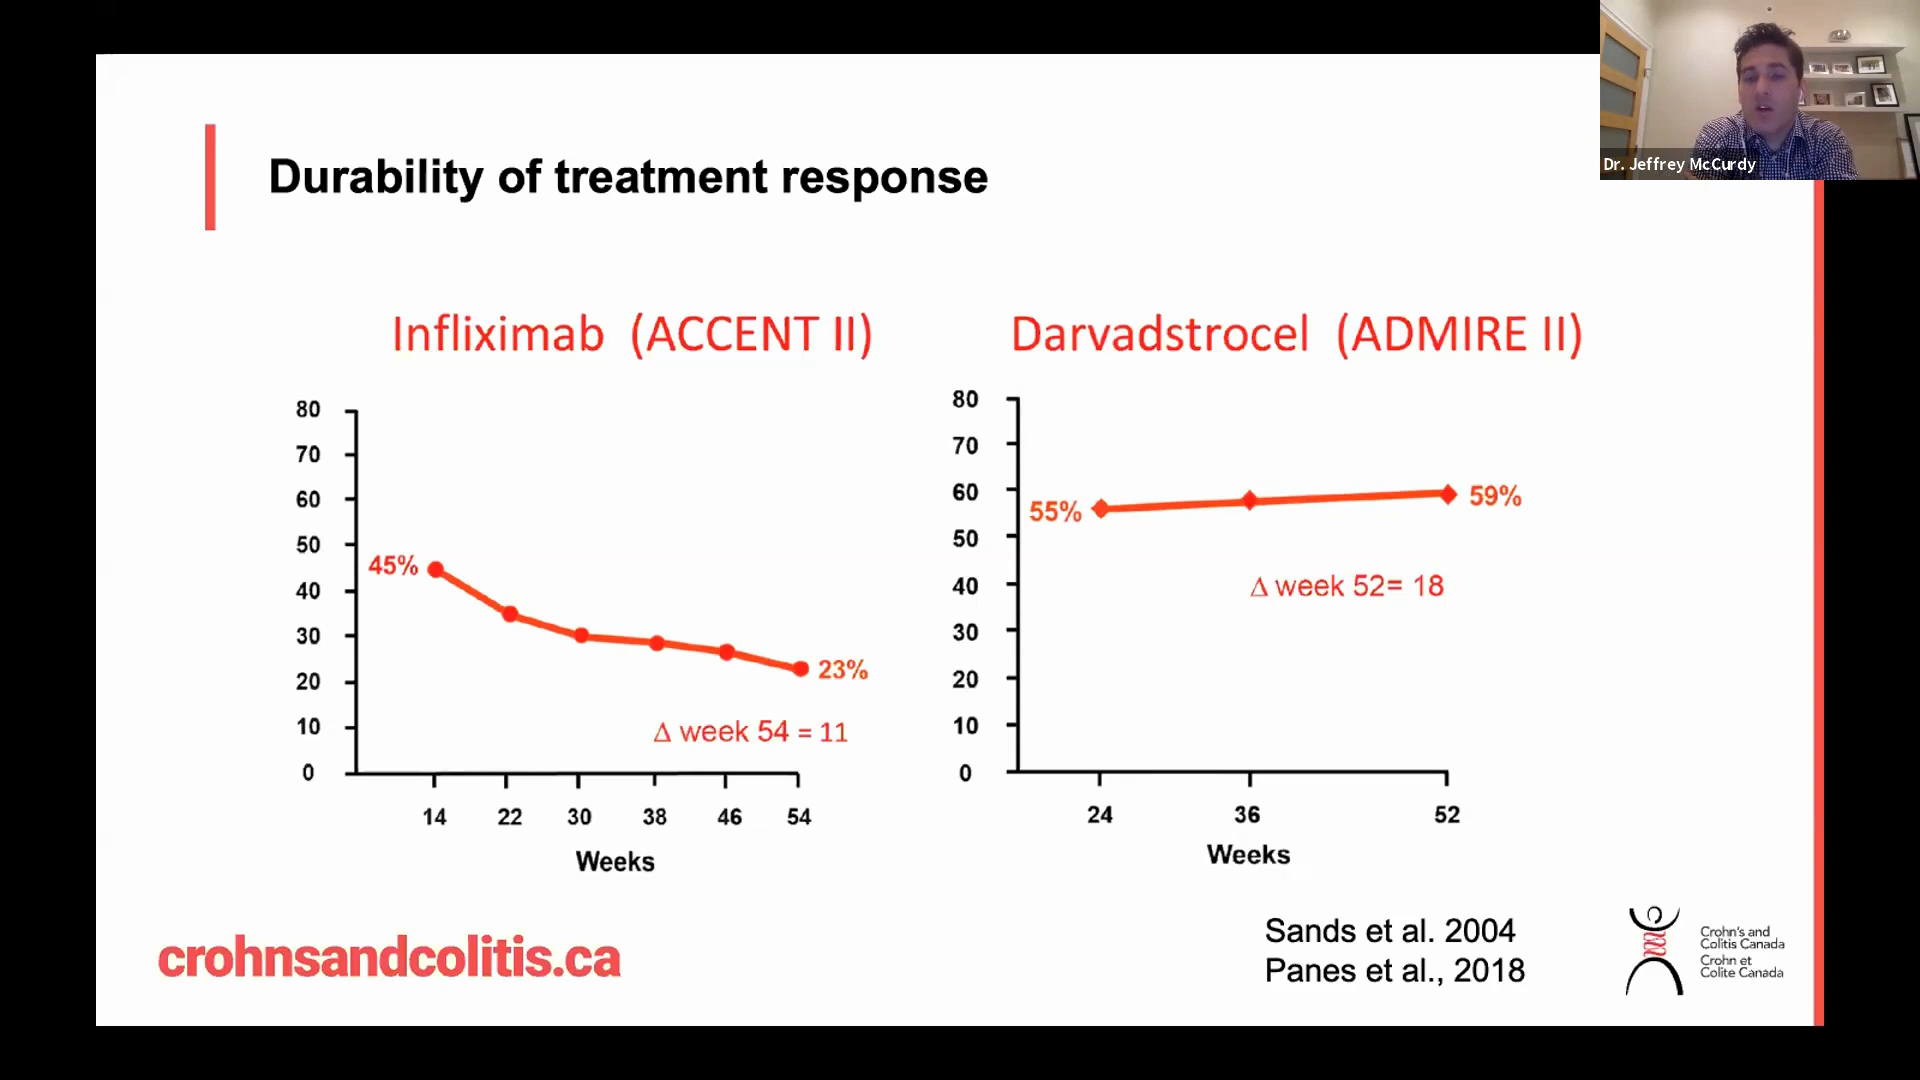 Dr. Jeffrey McCurdy
Durability of treatment response
Infliximab (ACCENT II)
80
70
60
50
40
30
20
10
0
45%
23%
Δ week 54 = 11
14 22 30 38 46 54
Weeks
Darvadstrocel (ADMIRE II)
80
70
60
50
40
30
20
10
0
55%
59%
Δ week 52= 18
24 36 52
Weeks
Sands et al. 2004
Panes et al., 2018
crohnsandcolitis.ca
Crohn's and
Colitis Canada
Crohn et
Colite Canada